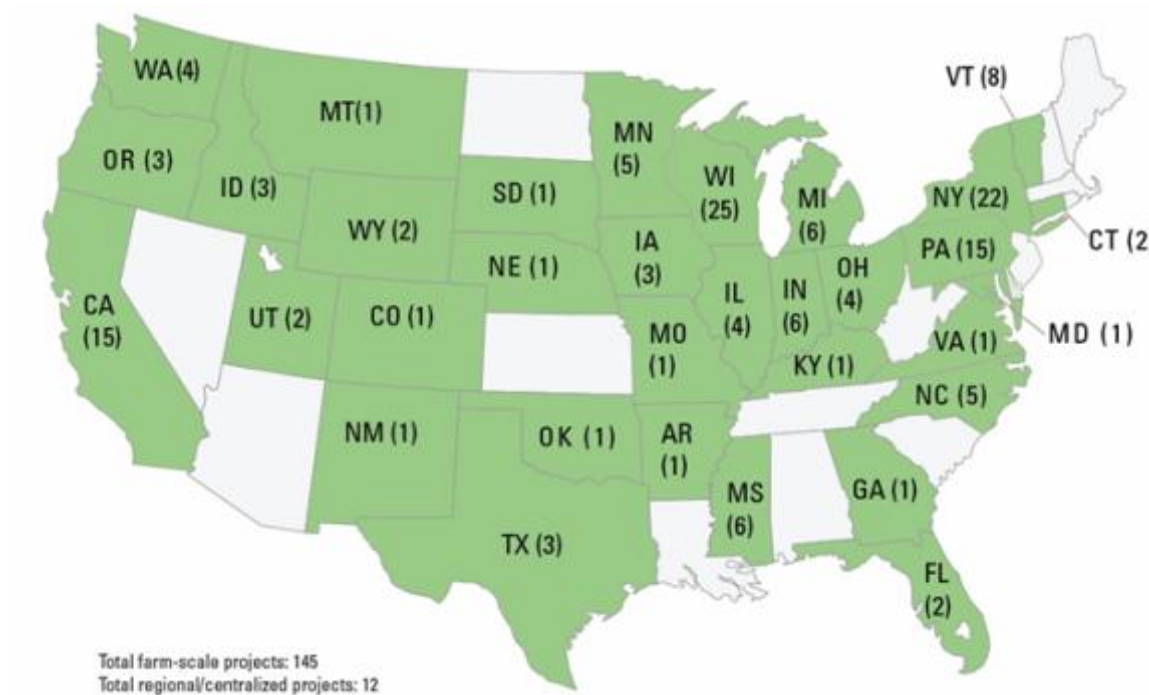 WA (4)
VT (8)
MT(1)
MN
(5)
OR (3)
WI
(25)
ID (3)
SD (1)
MI
(6)
NY (22)
WY (2)
IA
(3)
CT (2
PA (15)
NE (1)
OH
(4)
CA
(15)
IL
(4)
IN
(6)
UT (2)
CO (1)
MO
(1)
MD (1)
VA (1)
KY (1)
NC (5)
NM (1)
OK (1)
AR
(1)
MS
(6)
GA (1)
TX (3)
FL
(2)
Total farm-scale projects: 145
Total regional/centralized projects: 12